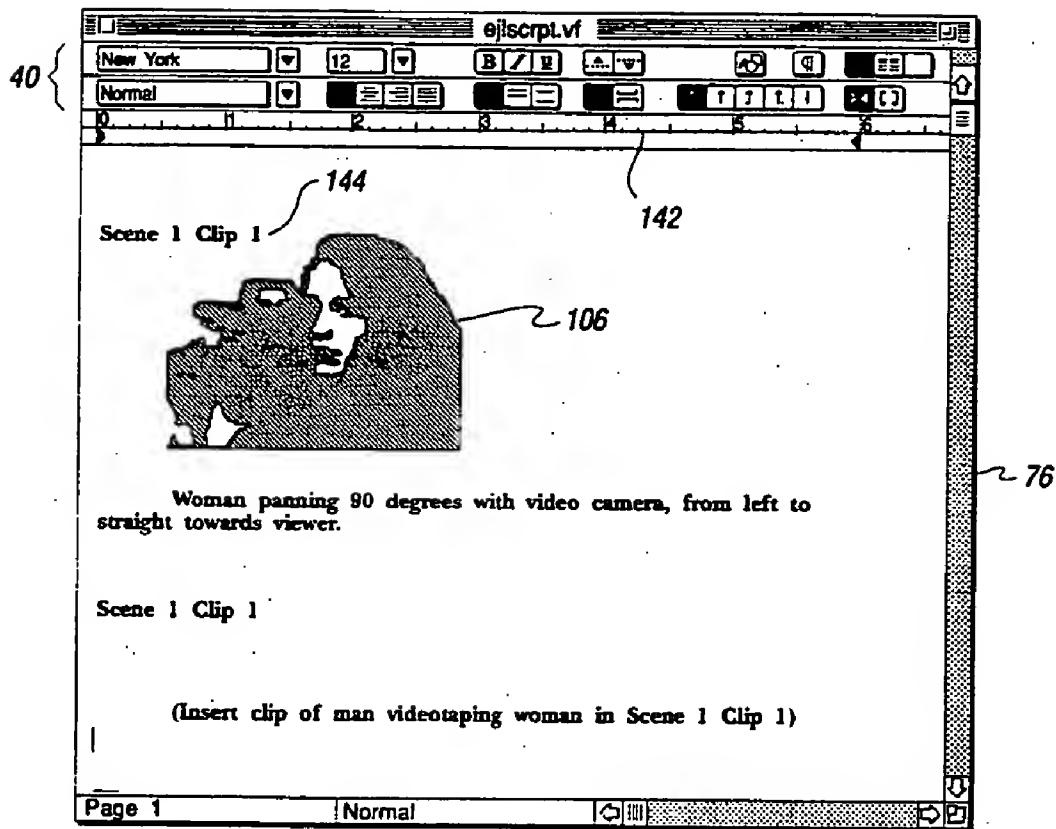 ejlscrpt.vf
40
New York 12 B I U ¶
Normal
0 1 2 3 4 5 6
144
142
Scene 1 Clip 1
106
76
Woman panning 90 degrees with video camera, from left to
straight towards viewer.
Scene 1 Clip 1
(Insert clip of man videotaping woman in Scene 1 Clip 1)
Page 1 Normal